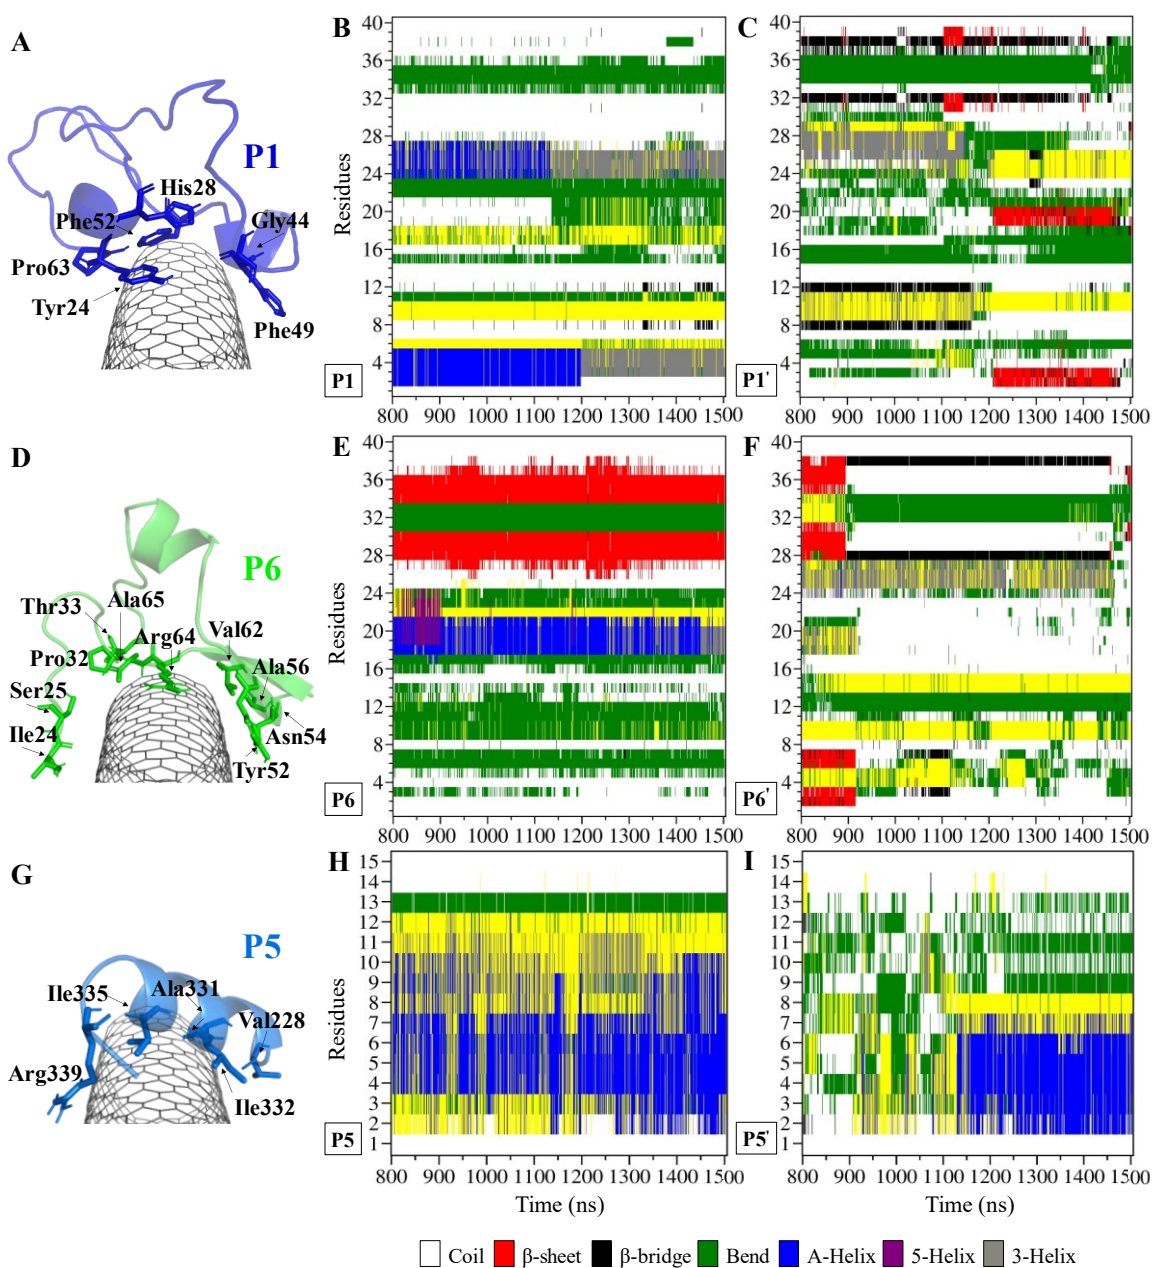 A
P1
His28
Phe52
Gly44
Pro63
Tyr24
Phe49
B
Residues
40
36
32
28
24
20
16
12
8
4
P1
800 900 1000 1100 1200 1300 1400 1500
C
40
36
32
28
24
20
16
12
8
4
P1'
800 900 1000 1100 1200 1300 1400 1500
D
P6
Thr33
Ala65
Arg64
Val62
Pro32
Ala56
Ser25
Ile24
Asn54
Tyr52
E
Residues
40
36
32
28
24
20
16
12
8
4
P6
800 900 1000 1100 1200 1300 1400 1500
F
40
36
32
28
24
20
16
12
8
4
P6'
800 900 1000 1100 1200 1300 1400 1500
G
P5
Ile335
Ala331
Val228
Arg339
Ile332
H
Residues
15
14
13
12
11
10
9
8
7
6
5
4
3
2
1
P5
800 900 1000 1100 1200 1300 1400 1500
Time (ns)
I
15
14
13
12
11
10
9
8
7
6
5
4
3
2
1
P5'
800 900 1000 1100 1200 1300 1400 1500
Time (ns)
Coil β-sheet β-bridge Bend A-Helix 5-Helix 3-Helix